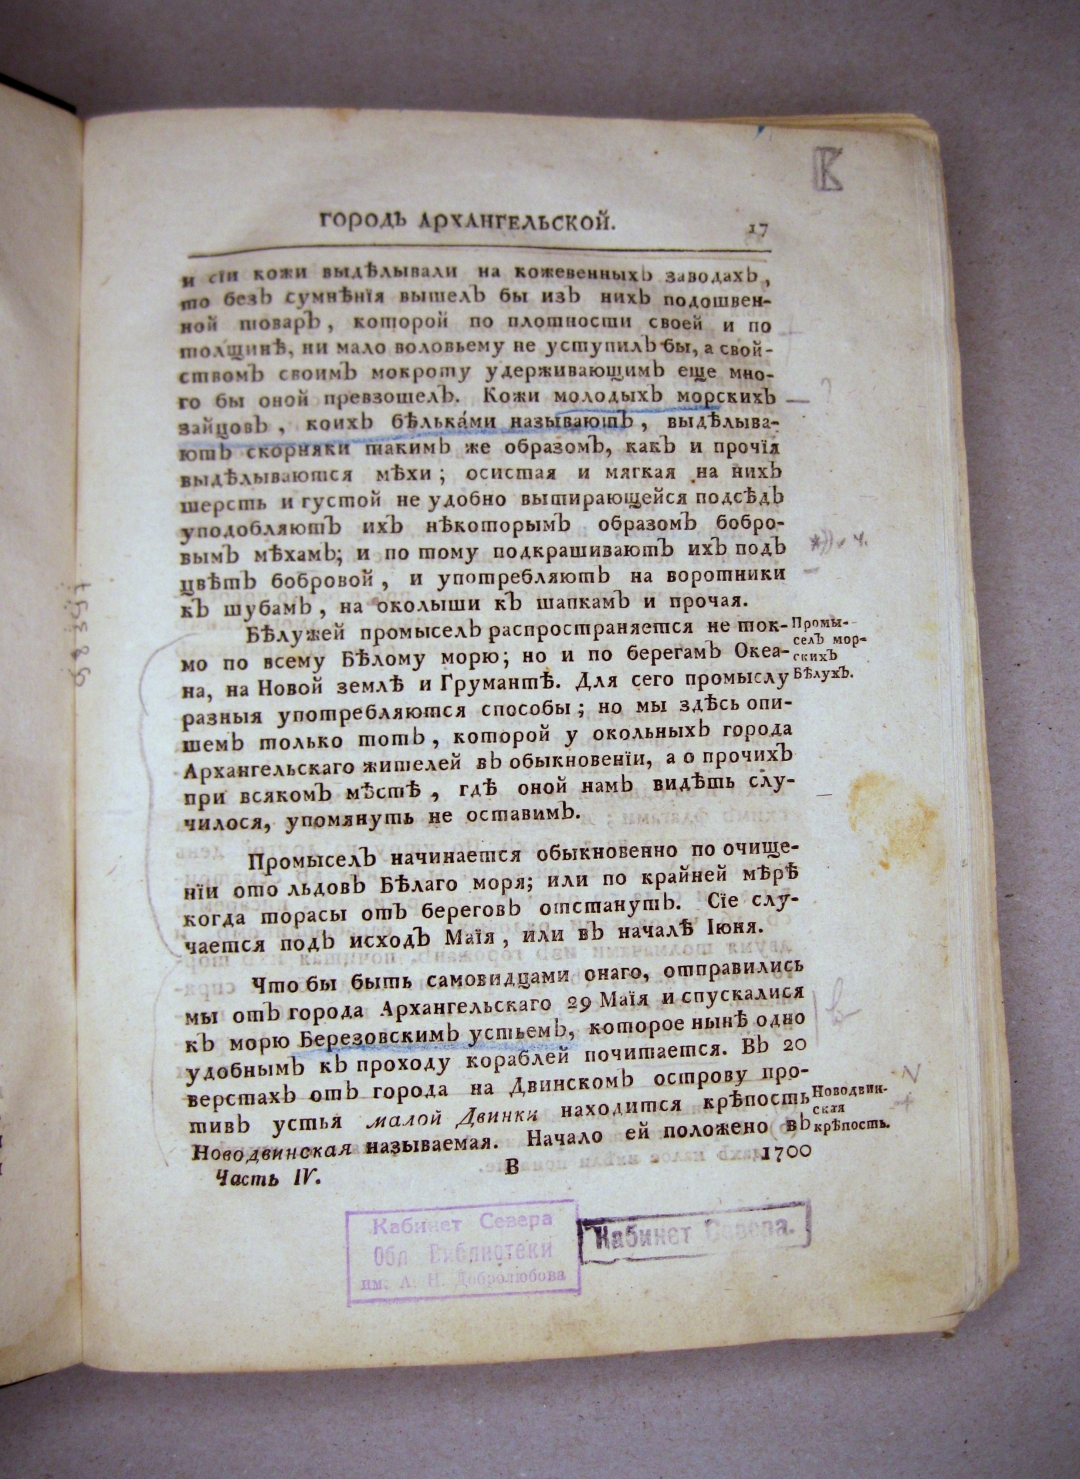 ГОРОДЬ АРХАНГЕЛЬСКОЙ. 17
и сїи кожи выдѣлывали на кожевенныхъ заводахъ,
то безъ сумнѣнїя вышелъ бы изъ нихъ подошвен-
ной товаръ, которой по плотности своей и по
толщинѣ, ни мало воловьему не уступилъ бы, а свой-
ствомъ своимъ мокроту удерживающимъ еще мно-
го бы оной превзошелъ. Кожи молодыхъ морскихъ
зайцовъ, коихъ бѣлька́ми называютъ, выдѣлыва-
ютъ скорняки такимъ же образомъ, какъ и прочїя
выдѣлываются мѣхи; осистая и мягкая на нихъ
шерсть и густой не удобно вытирающейся подсѣдъ
уподобляютъ ихъ нѣкоторымъ образомъ бобро-
вымъ мѣхамъ; и по тому подкрашиваютъ ихъ подъ
цвѣтъ бобровой, и употребляютъ на воротники
къ шубамъ, на околыши къ шапкамъ и прочая.
Бѣлужей промыселъ распространяется не ток-
мо по всему Бѣлому морю; но и по берегамъ Океа-
на, на Новой землѣ и Грумантѣ. Для сего промыслу
разныя употребляются способы; но мы здѣсь опи-
шемъ только тотъ, которой у окольныхъ города
Архангельскаго жителей въ обыкновенїи, а о прочихъ
при всякомъ мѣстѣ, гдѣ оной намъ видѣть слу-
чилося, упомянуть не оставимъ.
Промы-
селъ мор-
скихъ
Бѣлухъ.
Промыселъ начинается обыкновенно по очище-
нїи ото льдовъ Бѣлаго моря; или по крайней мѣрѣ
когда торасы отъ береговъ отстанутъ. Сїе слу-
чается подъ исходъ Маїя, или въ началѣ Іюня.
Что бы быть самовидцами онаго, отправились
мы отъ города Архангельскаго 29 Маїя и спускалися
къ морю Березовскимъ устьемъ, которое нынѣ одно
удобнымъ къ проходу кораблей почитается. Въ 20
верстахъ отъ города на Двинскомъ острову про-
тивъ устья малой Двинки находится крѣпость
Новодвинская называемая. Начало ей положено въ
Новодвин-
ская
крѣпость.
Часть IV. В 1700
Кабинет Севера
Обл Библиотеки
им. А. Н. Добролюбова
Кабинет Севера.
58397